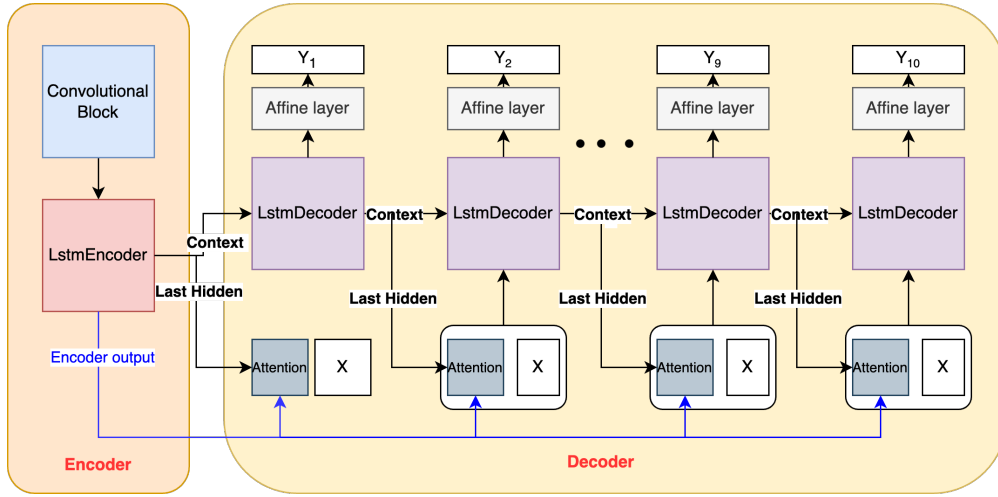 Convolutional
Block
LstmEncoder
Context
Last Hidden
Encoder output
Encoder
Y1
Y2
Y9
Y10
Affine layer
Affine layer
Affine layer
Affine layer
• • •
LstmDecoder
Context
LstmDecoder
Context
LstmDecoder
Context
LstmDecoder
Last Hidden
Last Hidden
Last Hidden
Attention
X
Attention
X
Attention
X
Attention
X
Decoder